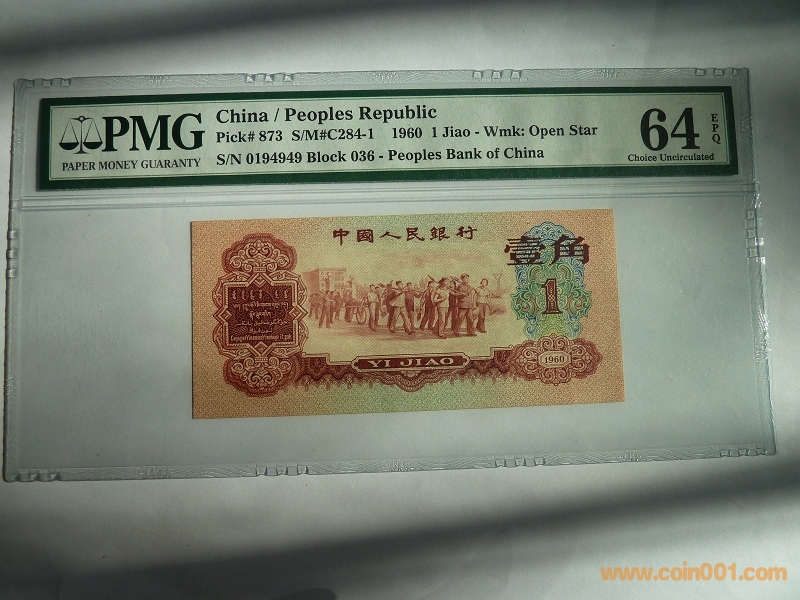 PMG
PAPER MONEY GUARANTY
China / Peoples Republic
Pick# 873 S/M#C284-1 1960 1 Jiao - Wmk: Open Star
S/N 0194949 Block 036 - Peoples Bank of China
64
EPQ
Choice Uncirculated
中國人民銀行
壹角
1
YI JIAO
1960
www.coin001.com